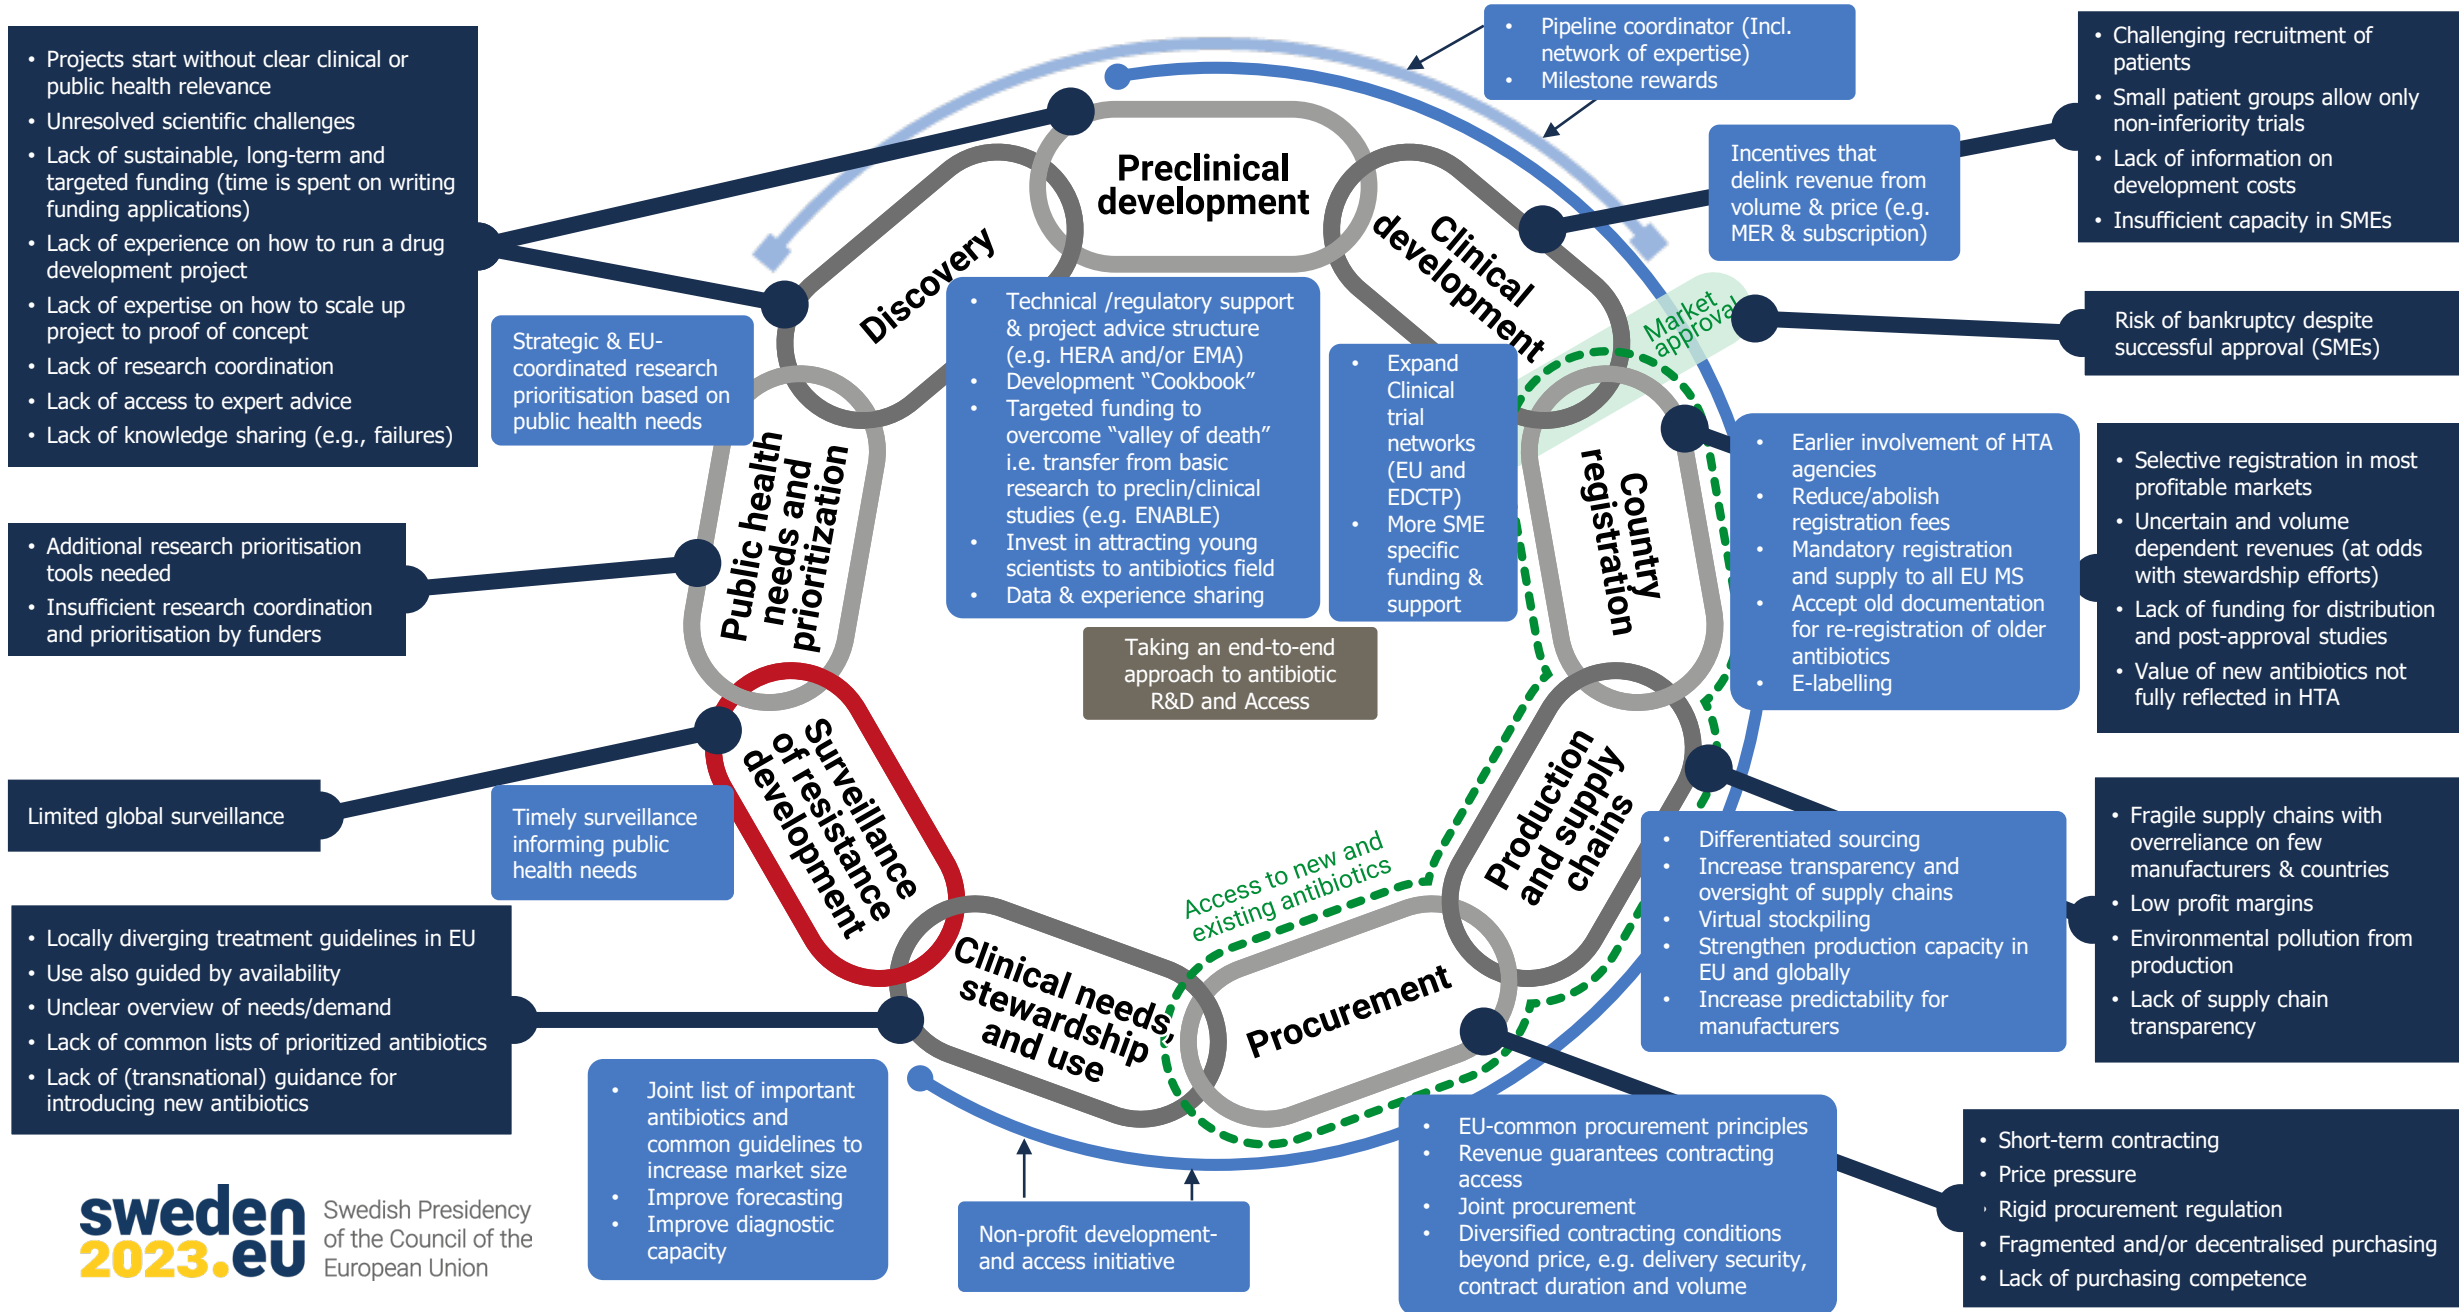 • Projects start without clear clinical or
public health relevance
• Unresolved scientific challenges
• Lack of sustainable, long-term and
targeted funding (time is spent on writing
funding applications)
• Lack of experience on how to run a drug
development project
• Lack of expertise on how to scale up
project to proof of concept
• Lack of research coordination
• Lack of access to expert advice
• Lack of knowledge sharing (e.g., failures)
• Pipeline coordinator (Incl.
network of expertise)
• Milestone rewards
• Challenging recruitment of
patients
• Small patient groups allow only
non-inferiority trials
• Lack of information on
development costs
• Insufficient capacity in SMEs
Incentives that
delink revenue from
volume & price (e.g.
MER & subscription)
Preclinical
development
Discovery
Clinical
development
Market
approval
Risk of bankruptcy despite
successful approval (SMEs)
Strategic & EU-
coordinated research
prioritisation based on
public health needs
• Technical /regulatory support
& project advice structure
(e.g. HERA and/or EMA)
• Development “Cookbook”
• Targeted funding to
overcome “valley of death”
i.e. transfer from basic
research to preclin/clinical
studies (e.g. ENABLE)
• Invest in attracting young
scientists to antibiotics field
• Data & experience sharing
• Expand
Clinical
trial
networks
(EU and
EDCTP)
• More SME
specific
funding &
support
Country
registration
• Earlier involvement of HTA
agencies
• Reduce/abolish
registration fees
• Mandatory registration
and supply to all EU MS
• Accept old documentation
for re-registration of older
antibiotics
• E-labelling
• Selective registration in most
profitable markets
• Uncertain and volume
dependent revenues (at odds
with stewardship efforts)
• Lack of funding for distribution
and post-approval studies
• Value of new antibiotics not
fully reflected in HTA
• Additional research prioritisation
tools needed
• Insufficient research coordination
and prioritisation by funders
Public health
needs and
prioritization
Taking an end-to-end
approach to antibiotic
R&D and Access
Limited global surveillance
Timely surveillance
informing public
health needs
Surveillance
of resistance
development
Production
and supply
chains
• Differentiated sourcing
• Increase transparency and
oversight of supply chains
• Virtual stockpiling
• Strengthen production capacity in
EU and globally
• Increase predictability for
manufacturers
• Fragile supply chains with
overreliance on few
manufacturers & countries
• Low profit margins
• Environmental pollution from
production
• Lack of supply chain
transparency
Access to new and
existing antibiotics
• Locally diverging treatment guidelines in EU
• Use also guided by availability
• Unclear overview of needs/demand
• Lack of common lists of prioritized antibiotics
• Lack of (transnational) guidance for
introducing new antibiotics
Clinical needs,
stewardship
and use
Procurement
• Joint list of important
antibiotics and
common guidelines to
increase market size
• Improve forecasting
• Improve diagnostic
capacity
Non-profit development-
and access initiative
• EU-common procurement principles
• Revenue guarantees contracting
access
• Joint procurement
• Diversified contracting conditions
beyond price, e.g. delivery security,
contract duration and volume
• Short-term contracting
• Price pressure
• Rigid procurement regulation
• Fragmented and/or decentralised purchasing
• Lack of purchasing competence
sweden
2023.eu
Swedish Presidency
of the Council of the
European Union